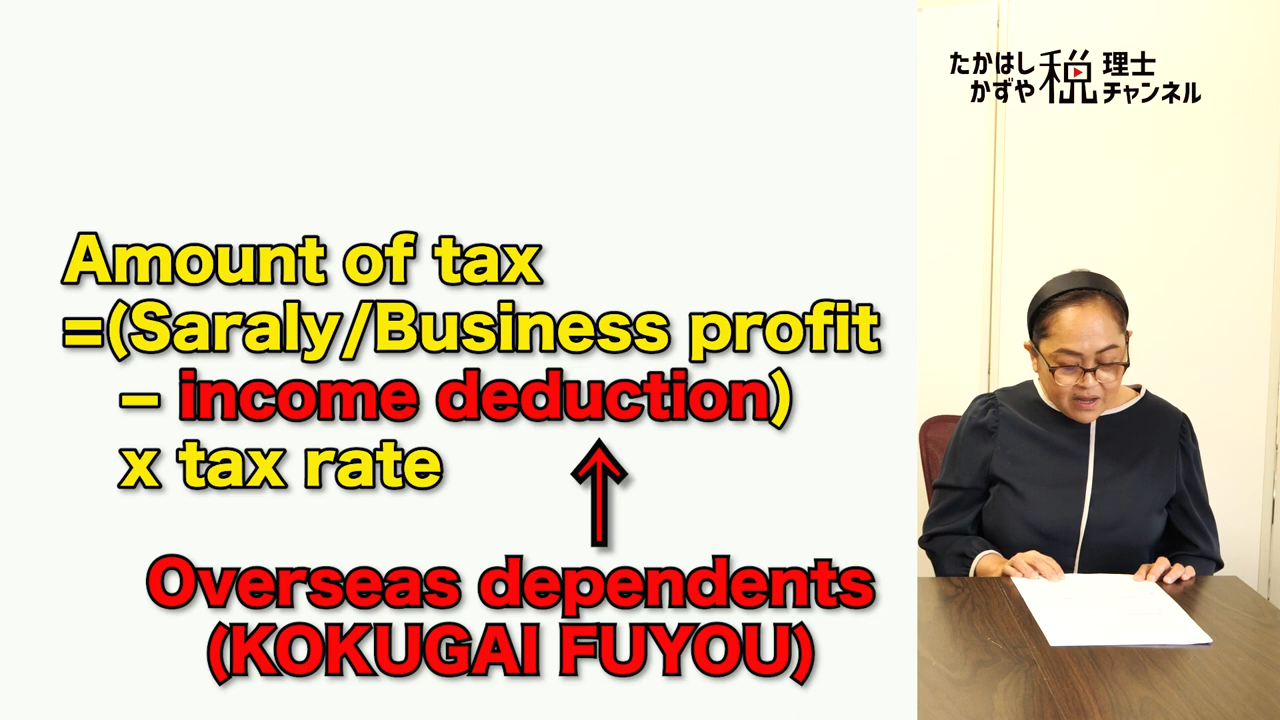 Amount of tax
=(Saraly/Business profit
– income deduction)
x tax rate
Overseas dependents
(KOKUGAI FUYOU)
たかはし
かずや
税
理士
チャンネル